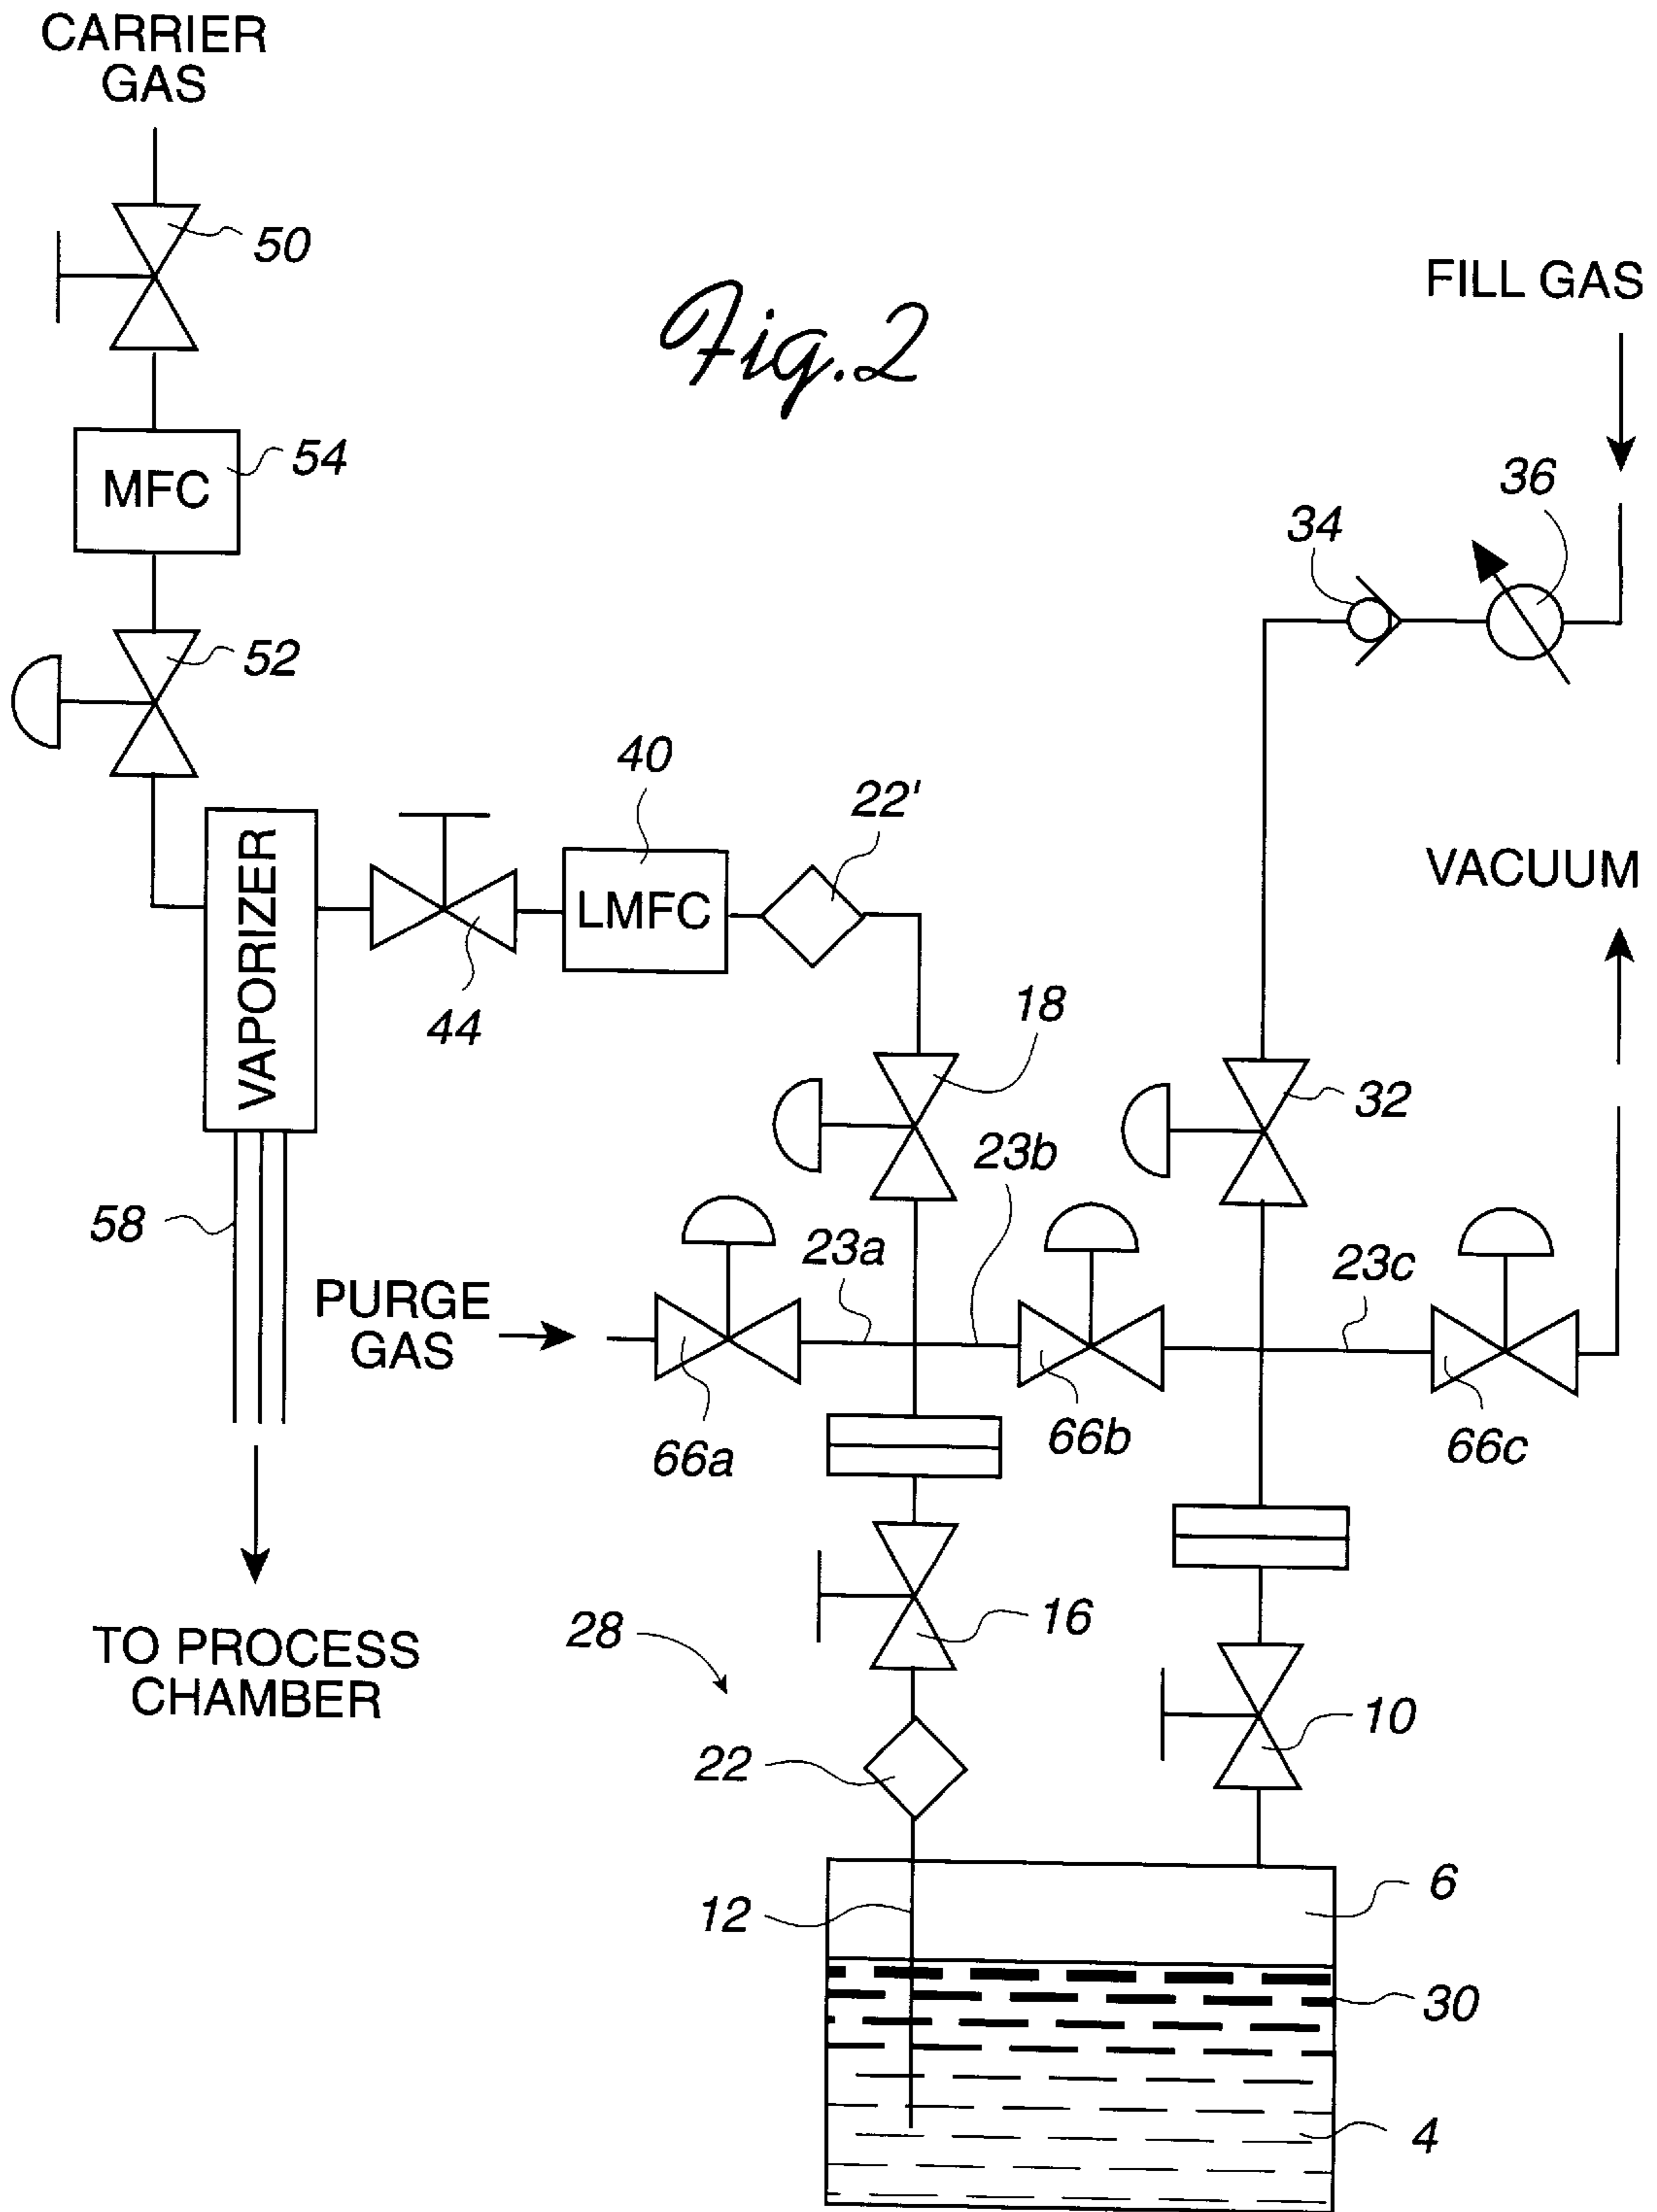 CARRIER
GAS
50
Fig. 2
FILL GAS
54
MFC
36
34
52
40
22'
VACUUM
VAPORIZER
LMFC
44
18
32
23b
58
23a
23c
PURGE
GAS
66a
66b
66c
28
16
TO PROCESS
CHAMBER
10
22
6
12
30
4